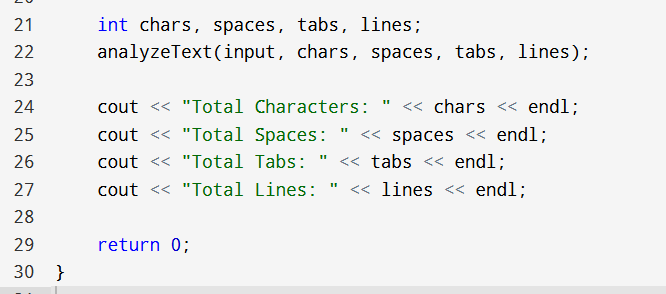 21 int chars, spaces, tabs, lines;
22 analyzeText(input, chars, spaces, tabs, lines);
23
24 cout << "Total Characters: " << chars << endl;
25 cout << "Total Spaces: " << spaces << endl;
26 cout << "Total Tabs: " << tabs << endl;
27 cout << "Total Lines: " << lines << endl;
28
29 return 0;
30 }